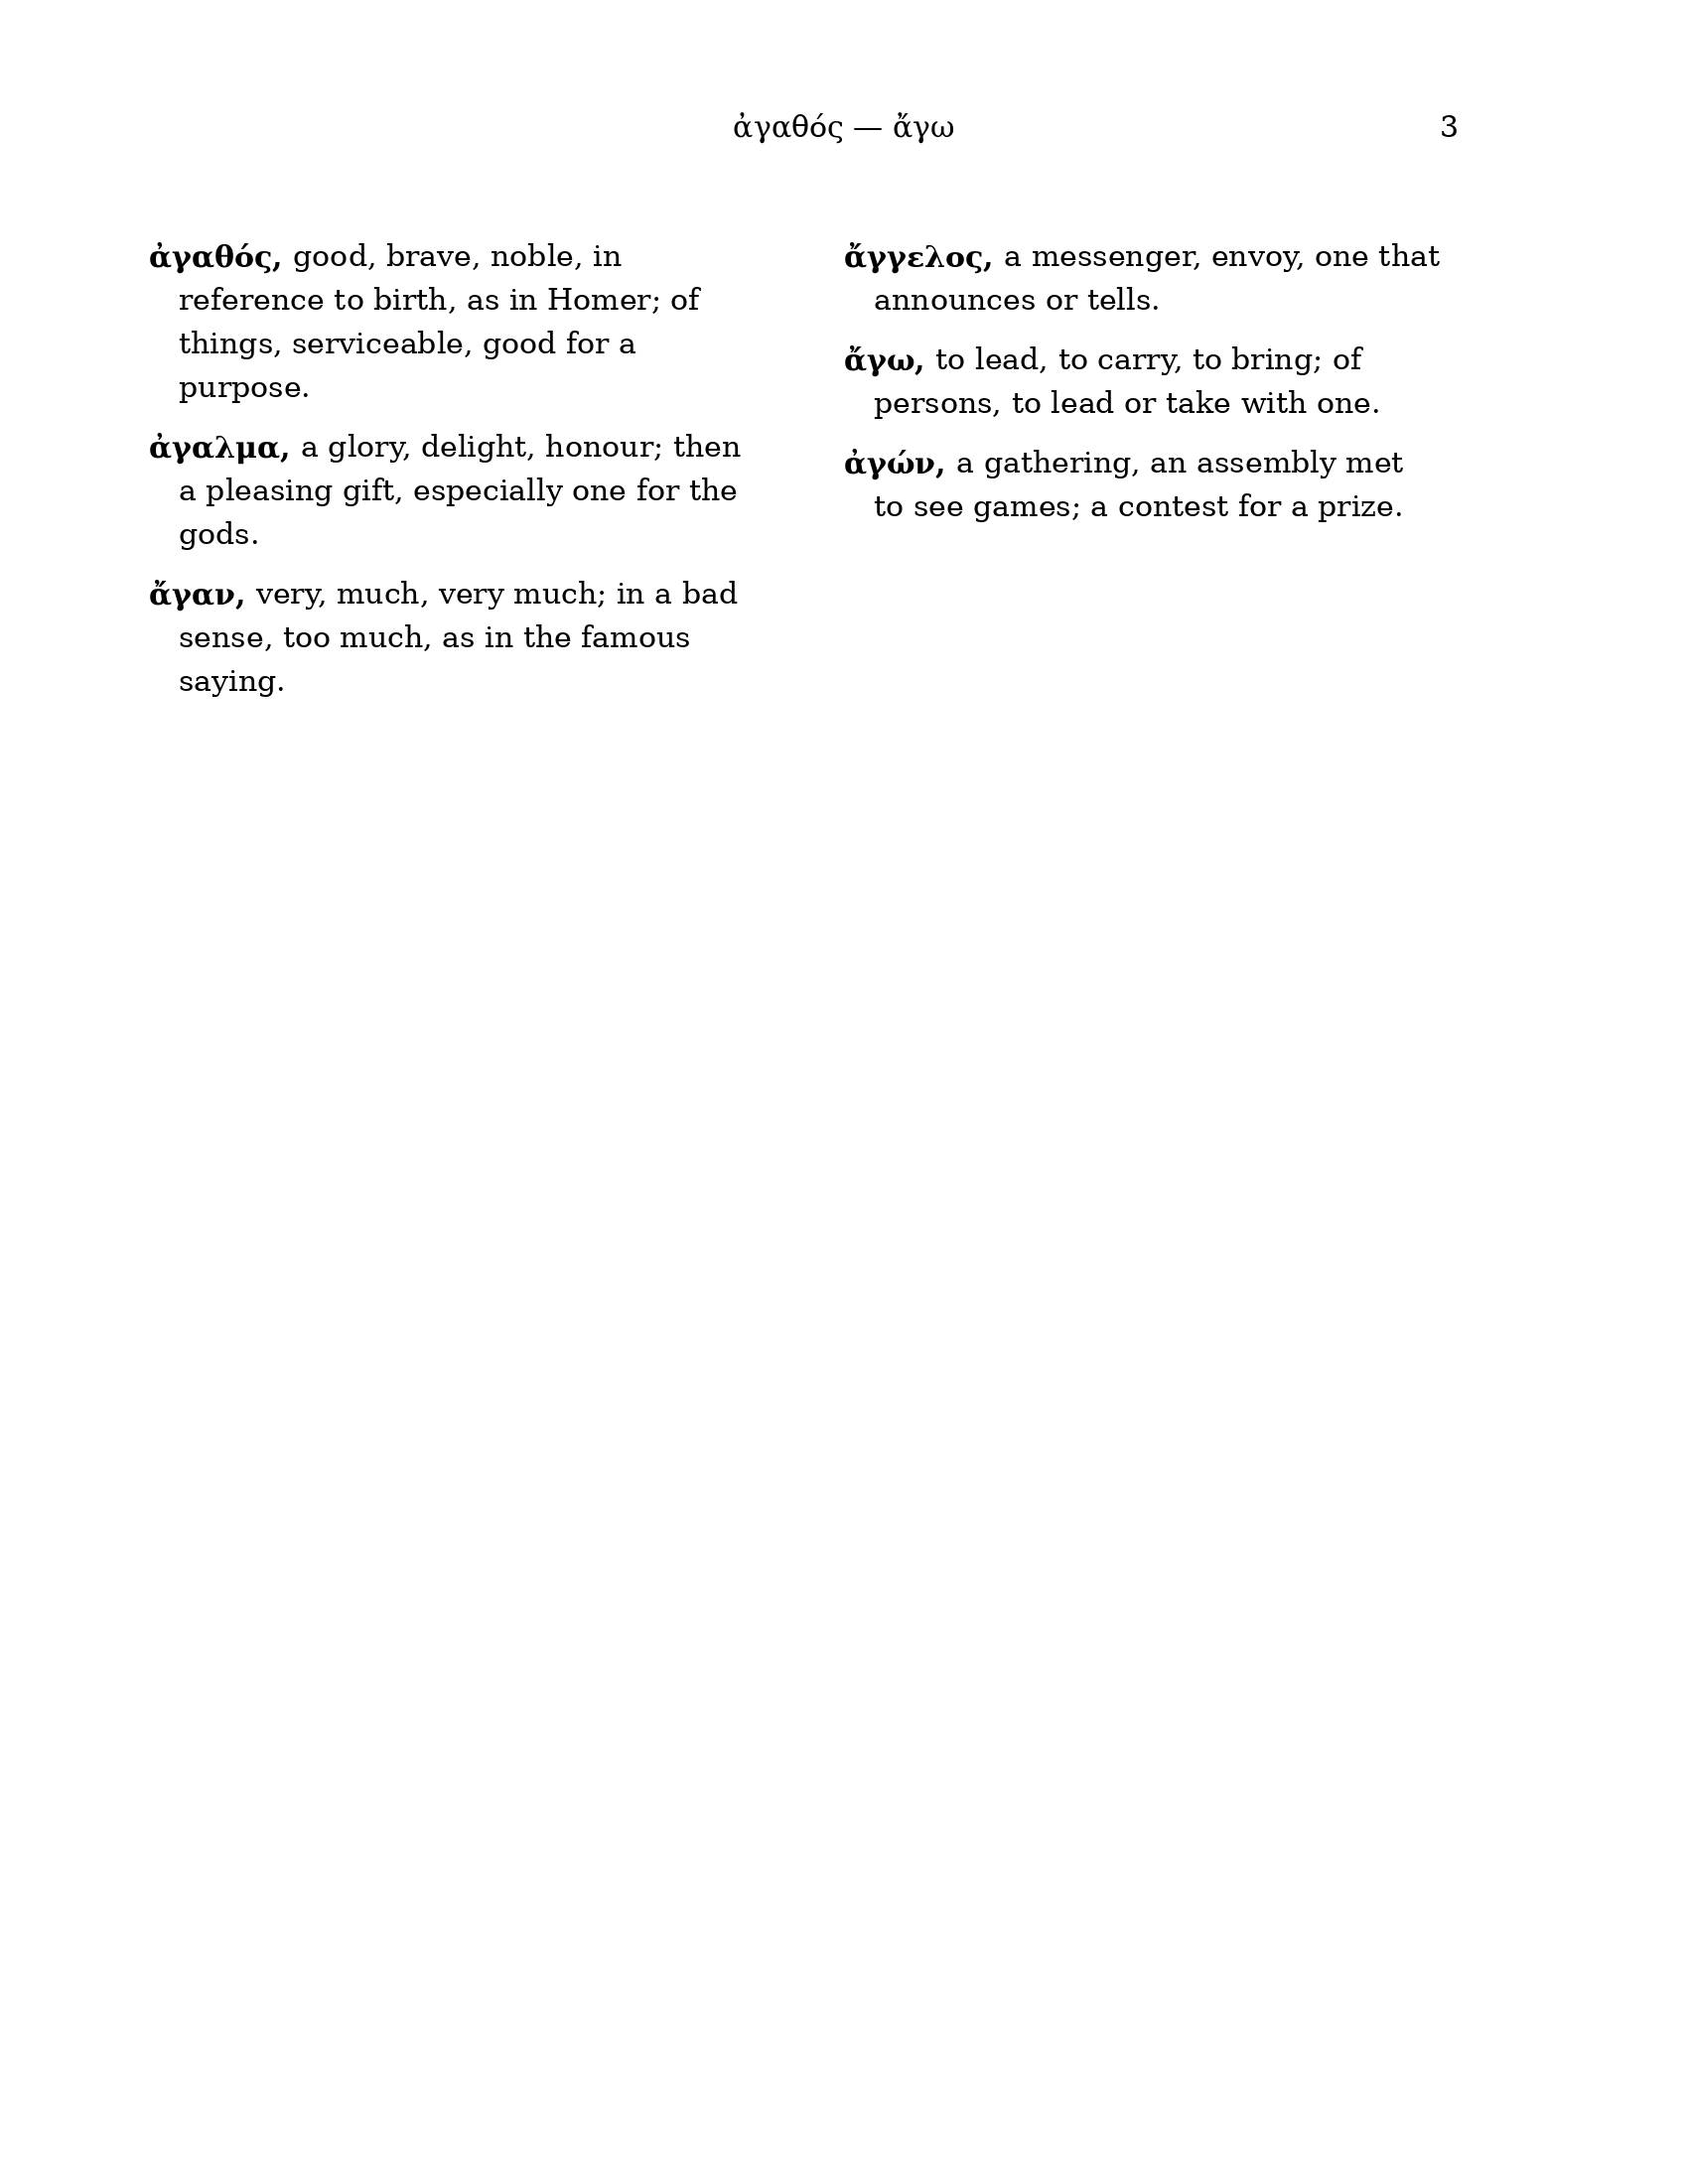 ἀγαθός — ἄγω 3
ἀγαθός, good, brave, noble, in
reference to birth, as in Homer; of
things, serviceable, good for a
purpose.
ἀγαλμα, a glory, delight, honour; then
a pleasing gift, especially one for the
gods.
ἄγαν, very, much, very much; in a bad
sense, too much, as in the famous
saying.
ἄγγελος, a messenger, envoy, one that
announces or tells.
ἄγω, to lead, to carry, to bring; of
persons, to lead or take with one.
ἀγών, a gathering, an assembly met
to see games; a contest for a prize.